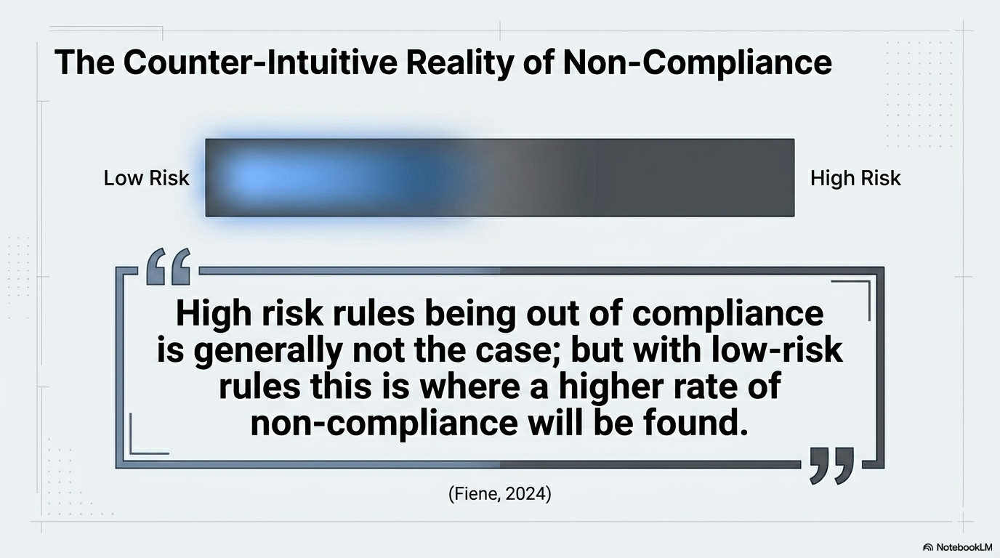 The Counter-Intuitive Reality of Non-Compliance
Low Risk
High Risk
“
High risk rules being out of compliance
is generally not the case; but with low-risk
rules this is where a higher rate of
non-compliance will be found.
”
(Fiene, 2024)
NotebookLM